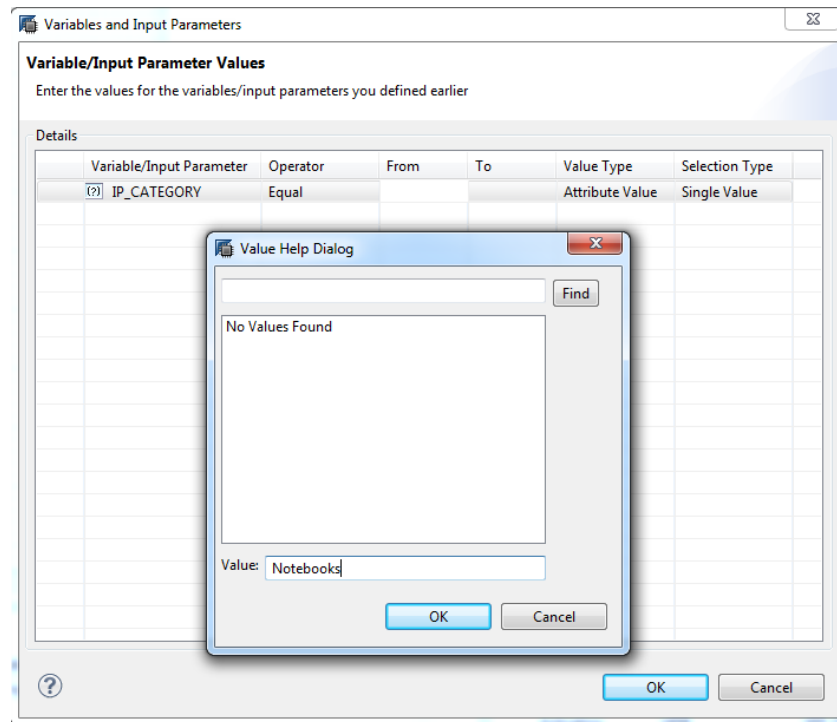 Variables and Input Parameters
Variable/Input Parameter Values
Enter the values for the variables/input parameters you defined earlier
Details
Variable/Input Parameter Operator From To Value Type Selection Type
IP_CATEGORY Equal Attribute Value Single Value
Value Help Dialog
Find
No Values Found
Value: Notebooks
OK Cancel
OK Cancel